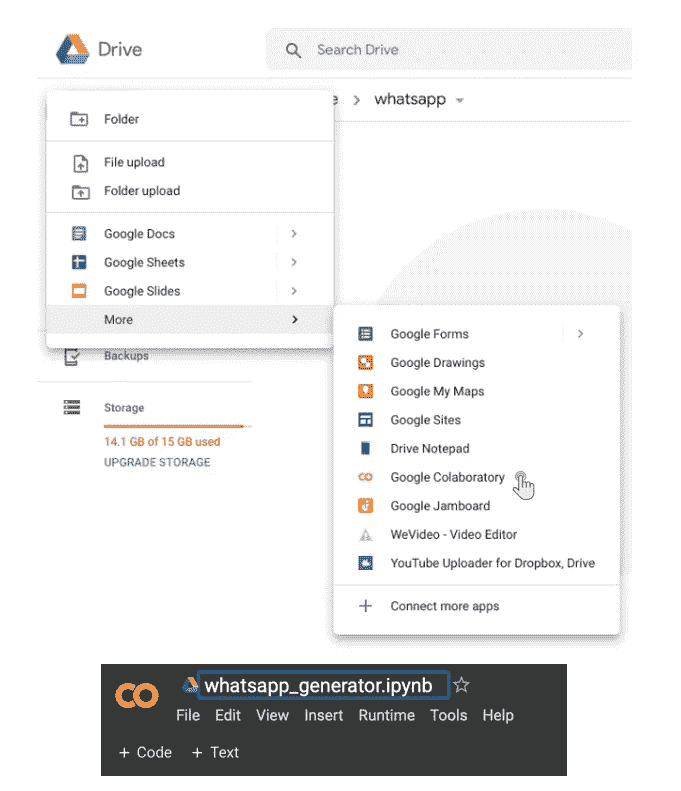 Drive
Search Drive
e > whatsapp
Folder
File upload
Folder upload
Google Docs
Google Sheets
Google Slides
More
Backups
Storage
14.1 GB of 15 GB used
UPGRADE STORAGE
Google Forms
Google Drawings
Google My Maps
Google Sites
Drive Notepad
Google Colaboratory
Google Jamboard
WeVideo - Video Editor
YouTube Uploader for Dropbox, Drive
+ Connect more apps
CO
whatsapp_generator.ipynb
File Edit View Insert Runtime Tools Help
+ Code + Text